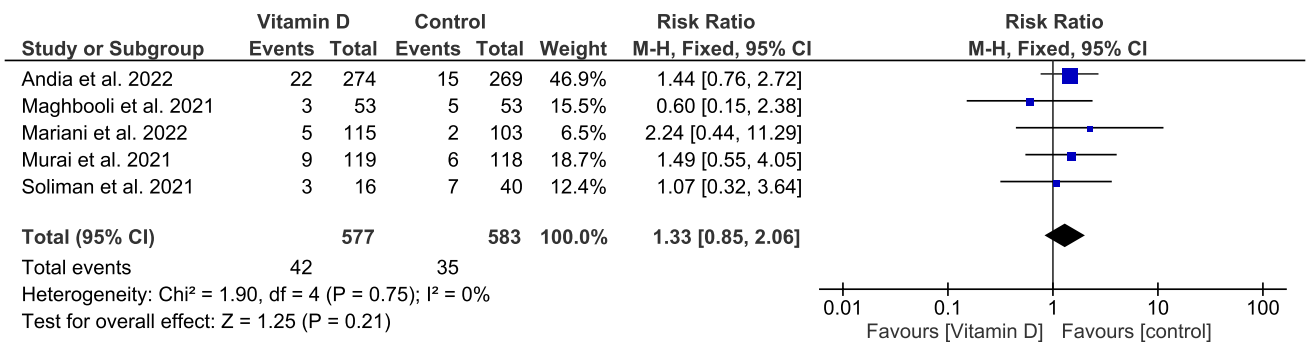 Vitamin D Control Risk Ratio Risk Ratio
Study or Subgroup Events Total Events Total Weight M-H, Fixed, 95% CI M-H, Fixed, 95% CI
Andia et al. 2022 22 274 15 269 46.9% 1.44 [0.76, 2.72]
Maghbooli et al. 2021 3 53 5 53 15.5% 0.60 [0.15, 2.38]
Mariani et al. 2022 5 115 2 103 6.5% 2.24 [0.44, 11.29]
Murai et al. 2021 9 119 6 118 18.7% 1.49 [0.55, 4.05]
Soliman et al. 2021 3 16 7 40 12.4% 1.07 [0.32, 3.64]
Total (95% CI) 577 583 100.0% 1.33 [0.85, 2.06]
Total events 42 35
Heterogeneity: Chi² = 1.90, df = 4 (P = 0.75); I² = 0%
Test for overall effect: Z = 1.25 (P = 0.21)
0.01 0.1 1 10 100
Favours [Vitamin D] Favours [control]